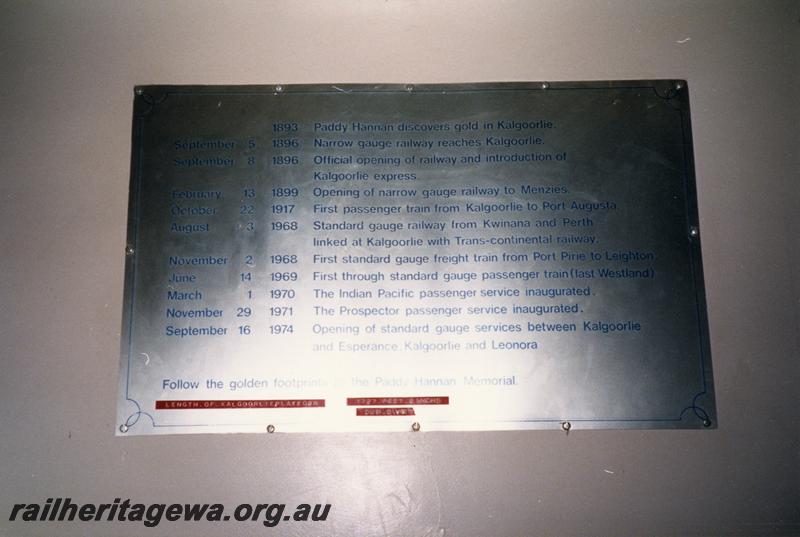 1893 Paddy Hannan discovers gold in Kalgoorlie.
September 5 1896 Narrow gauge railway reaches Kalgoorlie.
September 8 1896 Official opening of railway and introduction of
Kalgoorlie express.
February 13 1899 Opening of narrow gauge railway to Menzies.
October 22 1917 First passenger train from Kalgoorlie to Port Augusta
August 3 1968 Standard gauge railway from Kwinana and Perth
linked at Kalgoorlie with Trans-continental railway.
November 2 1968 First standard gauge freight train from Port Pirie to Leighton
June 14 1969 First through standard gauge passenger train (last Westland)
March 1 1970 The Indian Pacific passenger service inaugurated.
November 29 1971 The Prospector passenger service inaugurated.
September 16 1974 Opening of standard gauge services between Kalgoorlie
and Esperance, Kalgoorlie and Leonora
Follow the golden footprints to the Paddy Hannan Memorial.
LENGTH OF KALGOORLIE PLATFORM 1727 FEET
railheritagewa.org.au